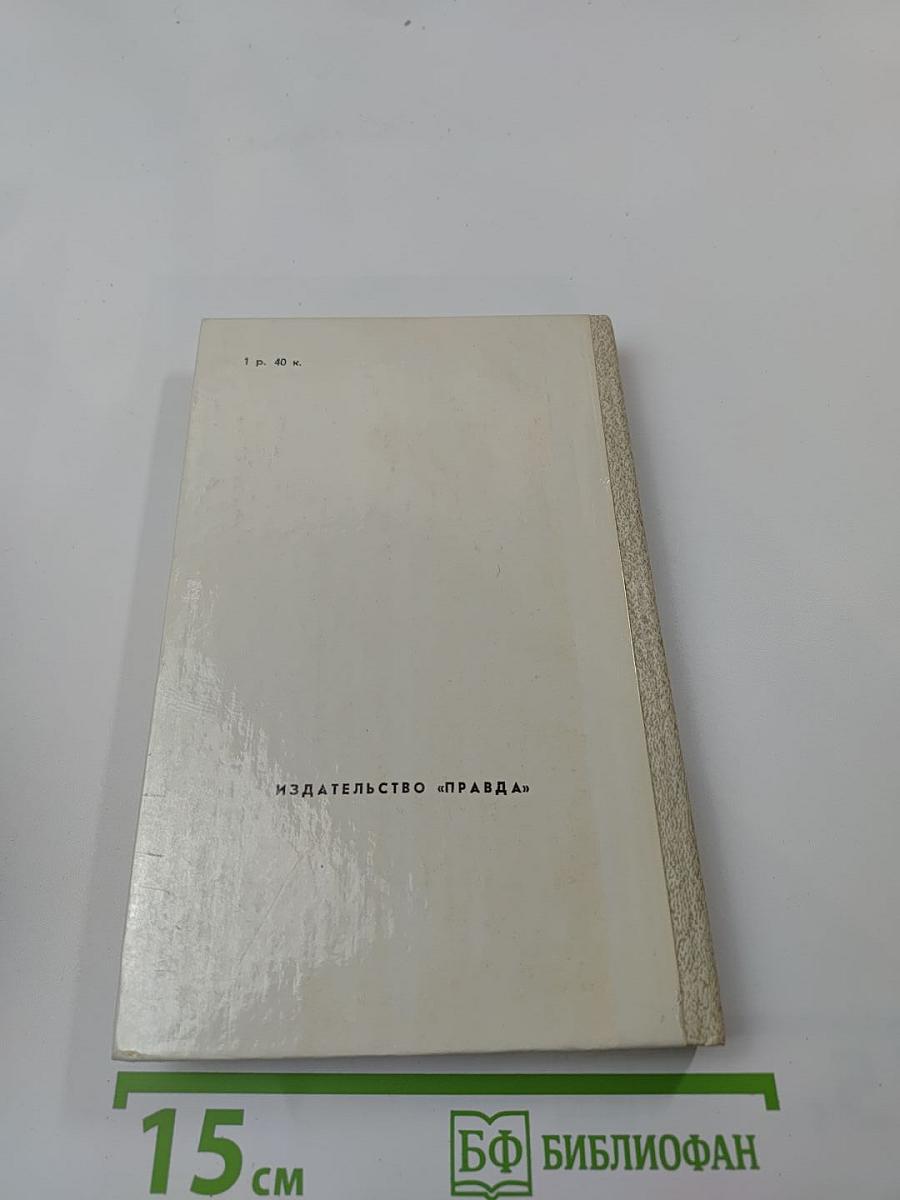 1 р. 40 к.
ИЗДАТЕЛЬСТВО «ПРАВДА»
15 см
БФ БИБЛИОФАН